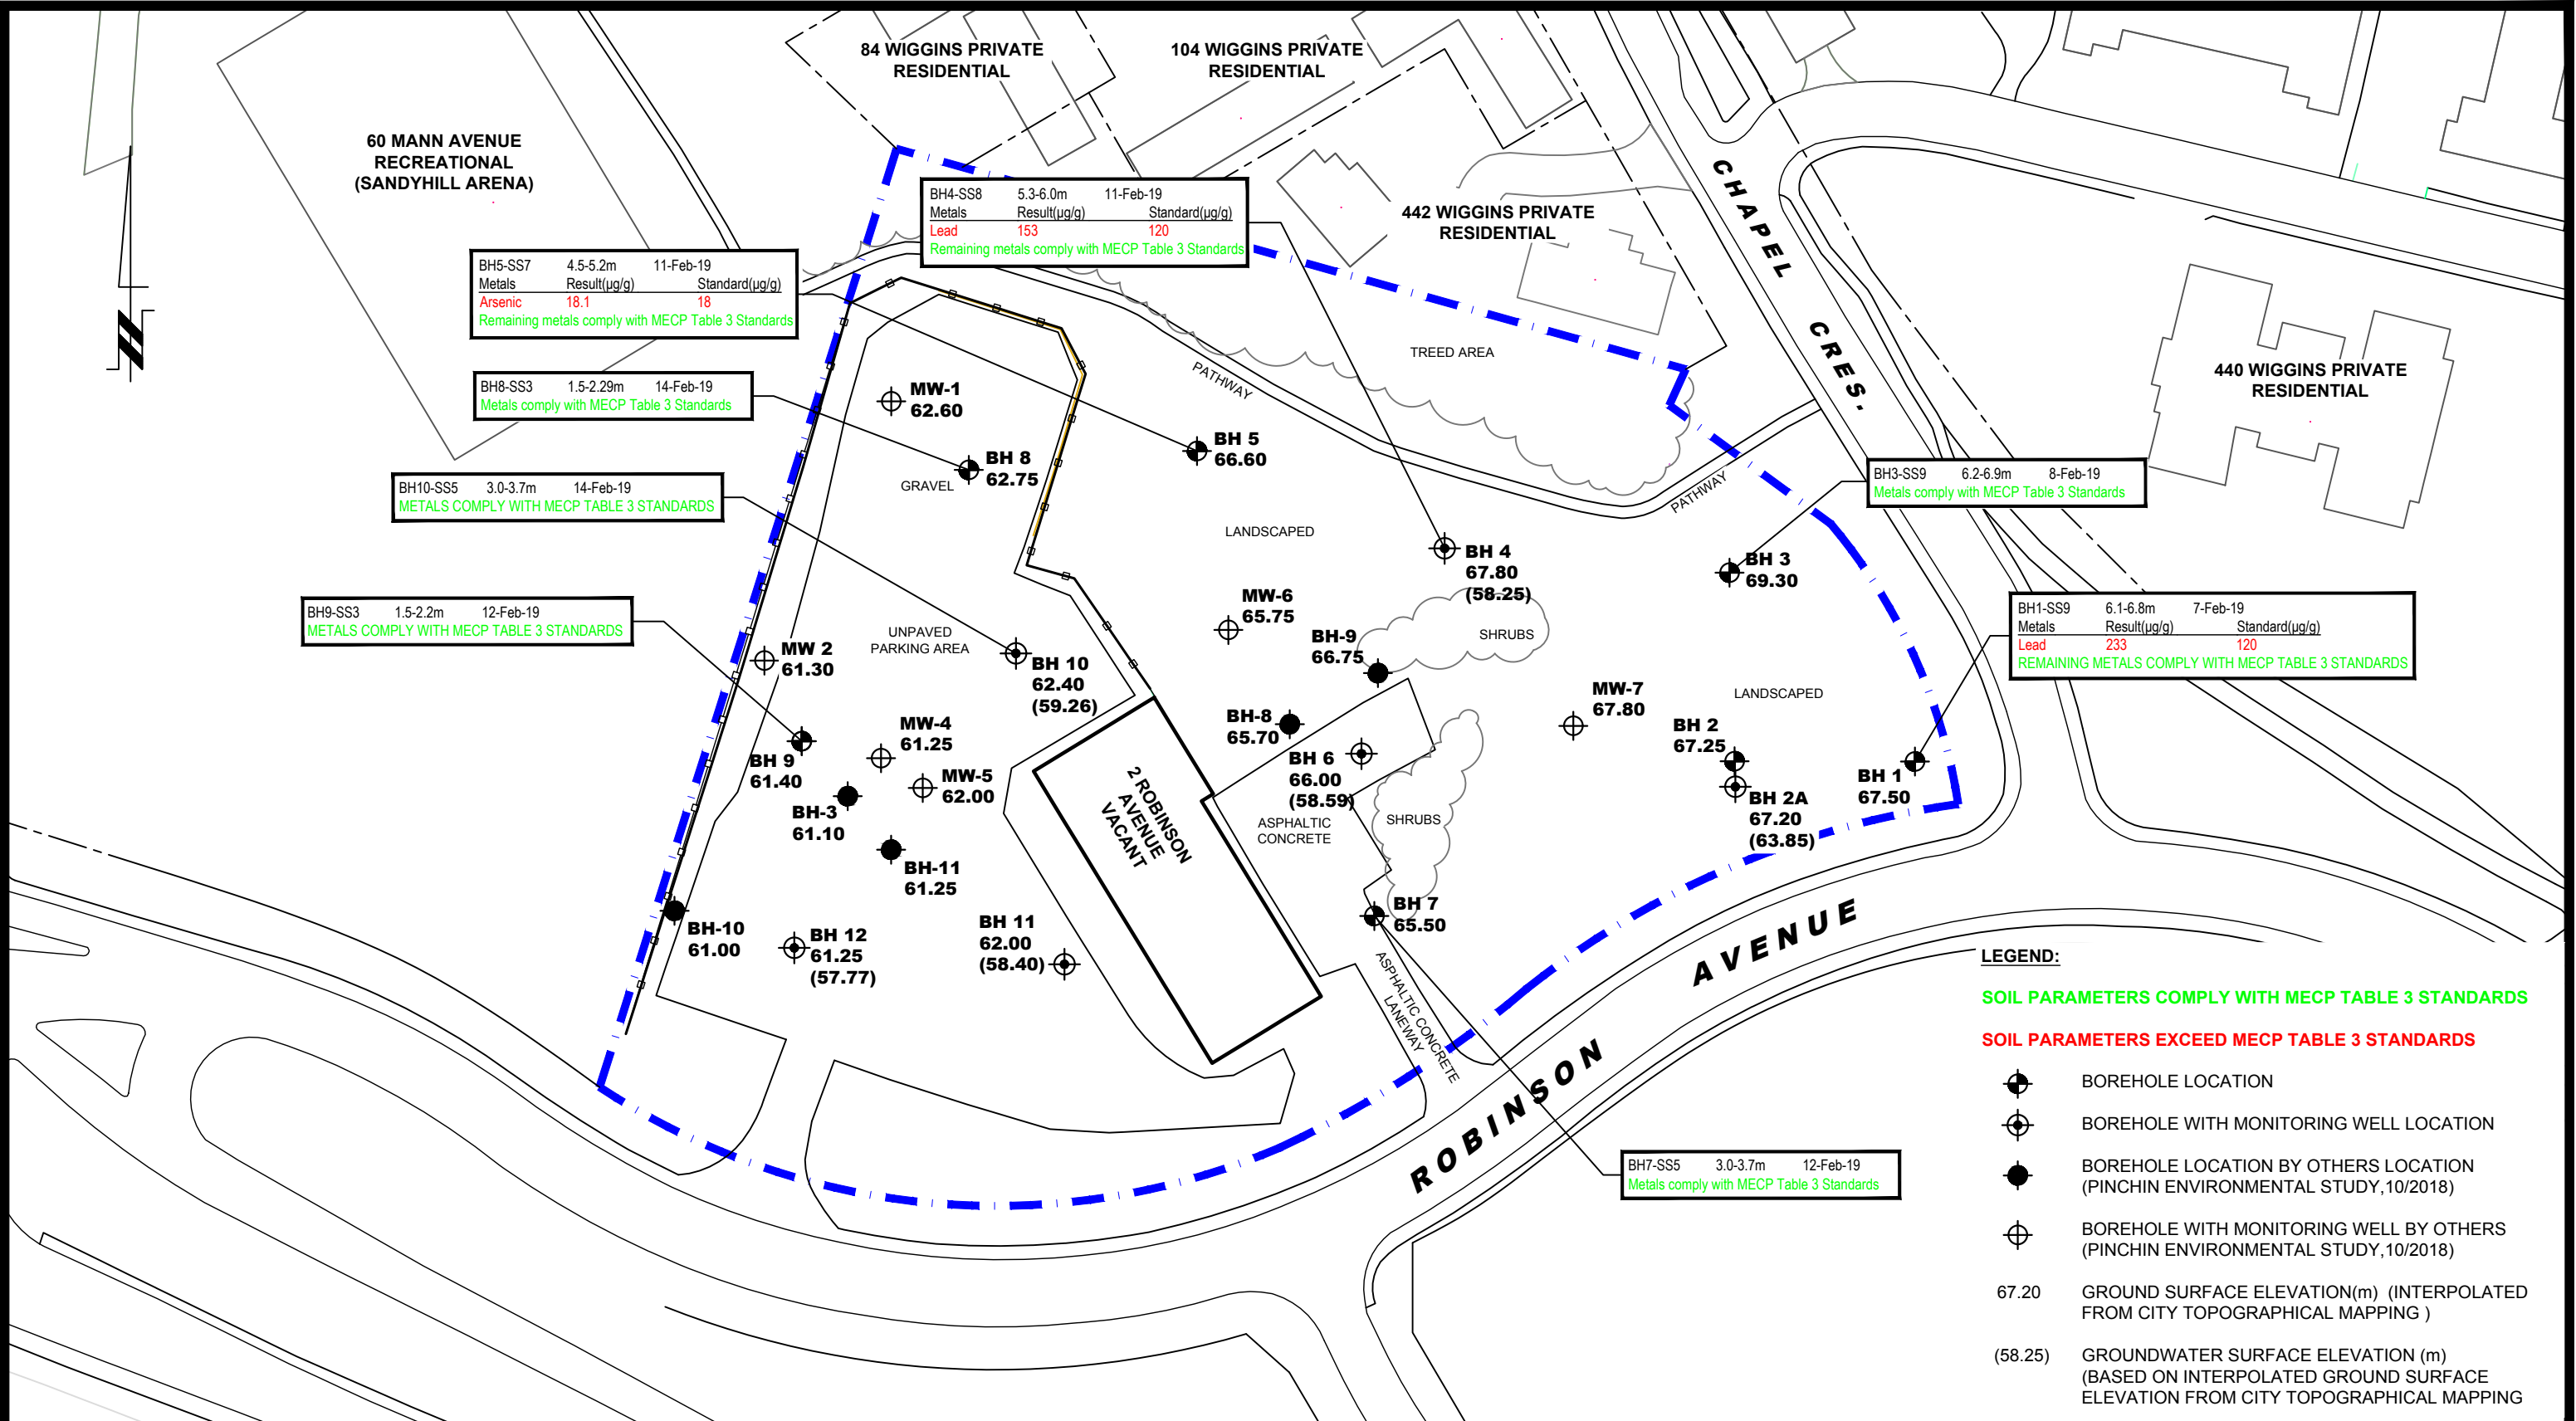 84 WIGGINS PRIVATE
RESIDENTIAL
104 WIGGINS PRIVATE
RESIDENTIAL
60 MANN AVENUE
RECREATIONAL
(SANDYHILL ARENA)
442 WIGGINS PRIVATE
RESIDENTIAL
440 WIGGINS PRIVATE
RESIDENTIAL
CHAPEL CRES.
BH4-SS8 5.3-6.0m 11-Feb-19
Metals Result(µg/g) Standard(µg/g)
Lead 153 120
Remaining metals comply with MECP Table 3 Standards
BH5-SS7 4.5-5.2m 11-Feb-19
Metals Result(µg/g) Standard(µg/g)
Arsenic 18.1 18
Remaining metals comply with MECP Table 3 Standards
BH8-SS3 1.5-2.29m 14-Feb-19
Metals comply with MECP Table 3 Standards
BH10-SS5 3.0-3.7m 14-Feb-19
METALS COMPLY WITH MECP TABLE 3 STANDARDS
BH9-SS3 1.5-2.2m 12-Feb-19
METALS COMPLY WITH MECP TABLE 3 STANDARDS
BH3-SS9 6.2-6.9m 8-Feb-19
Metals comply with MECP Table 3 Standards
BH1-SS9 6.1-6.8m 7-Feb-19
Metals Result(µg/g) Standard(µg/g)
Lead 233 120
REMAINING METALS COMPLY WITH MECP TABLE 3 STANDARDS
TREED AREA
PATHWAY
PATHWAY
MW-1
62.60
BH 8
62.75
GRAVEL
BH 5
66.60
LANDSCAPED
BH 4
67.80
(58.25)
BH 3
69.30
MW-6
65.75
BH-9
66.75
SHRUBS
UNPAVED
PARKING AREA
MW 2
61.30
BH 10
62.40
(59.26)
MW-7
67.80
LANDSCAPED
BH-8
65.70
BH 2
67.25
MW-4
61.25
BH 9
61.40
MW-5
62.00
BH 6
66.00
(58.59)
BH 1
67.50
BH 2A
67.20
(63.85)
BH-3
61.10
2 ROBINSON
AVENUE
VACANT
ASPHALTIC
CONCRETE
SHRUBS
BH-11
61.25
BH-10
61.00
BH 12
61.25
(57.77)
BH 11
62.00
(58.40)
BH 7
65.50
ASPHALTIC CONCRETE
LANEWAY
ROBINSON AVENUE
BH7-SS5 3.0-3.7m 12-Feb-19
Metals comply with MECP Table 3 Standards
LEGEND:
SOIL PARAMETERS COMPLY WITH MECP TABLE 3 STANDARDS
SOIL PARAMETERS EXCEED MECP TABLE 3 STANDARDS
BOREHOLE LOCATION
BOREHOLE WITH MONITORING WELL LOCATION
BOREHOLE LOCATION BY OTHERS LOCATION
(PINCHIN ENVIRONMENTAL STUDY,10/2018)
BOREHOLE WITH MONITORING WELL BY OTHERS
(PINCHIN ENVIRONMENTAL STUDY,10/2018)
67.20 GROUND SURFACE ELEVATION(m) (INTERPOLATED
FROM CITY TOPOGRAPHICAL MAPPING )
(58.25) GROUNDWATER SURFACE ELEVATION (m)
(BASED ON INTERPOLATED GROUND SURFACE
ELEVATION FROM CITY TOPOGRAPHICAL MAPPING